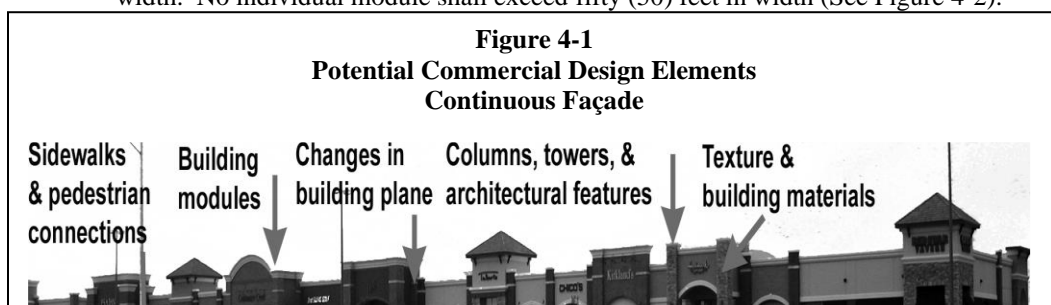 width. No individual module shall exceed fifty (50) feet in width (See Figure 4-2).
Figure 4-1
Potential Commercial Design Elements
Continuous Façade
Sidewalks
& pedestrian
connections
Building
modules
Changes in
building plane
Columns, towers, &
architectural features
Texture &
building materials
CHICO'S
Kirkland's